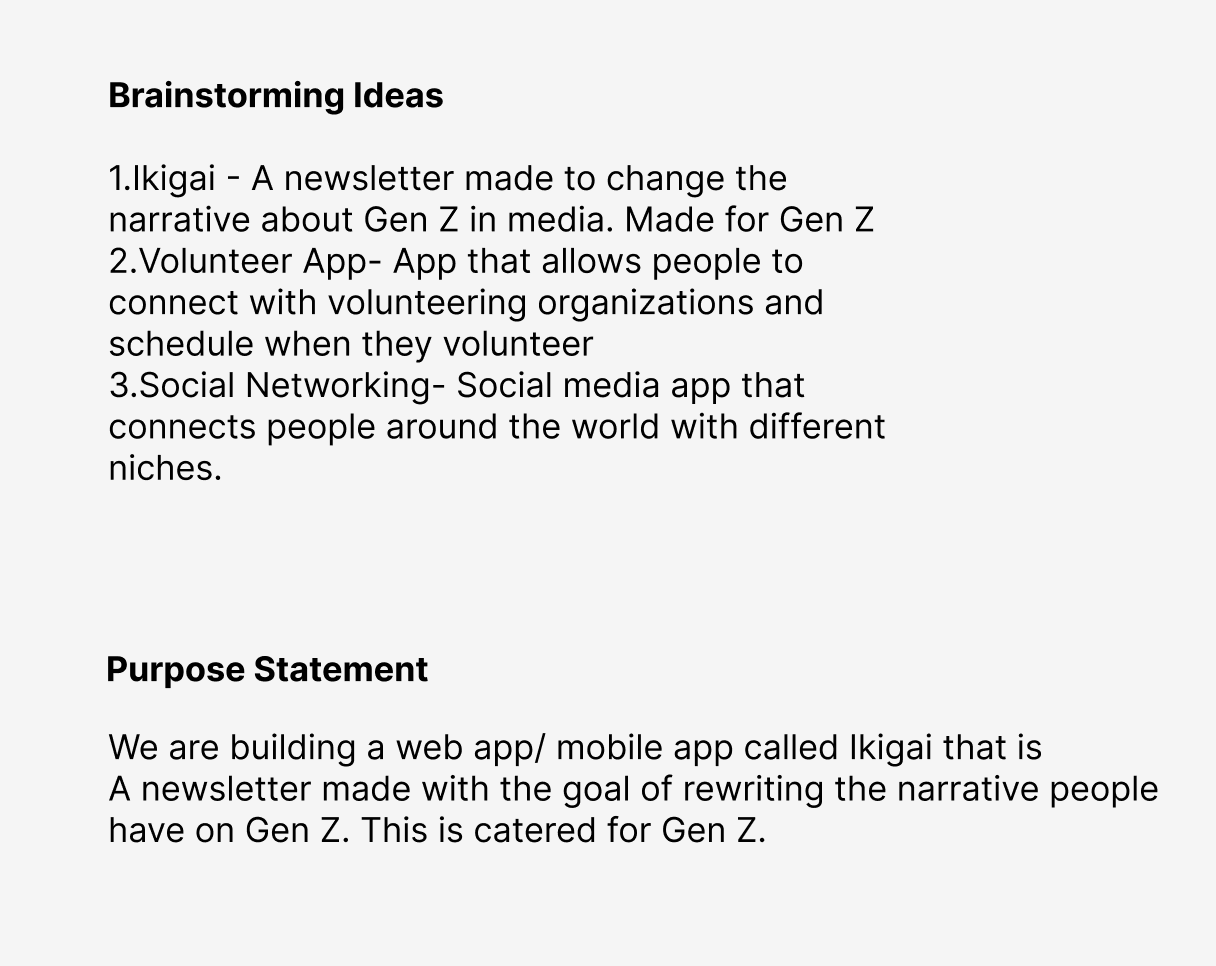 Brainstorming Ideas
1.Ikigai - A newsletter made to change the
narrative about Gen Z in media. Made for Gen Z
2.Volunteer App- App that allows people to
connect with volunteering organizations and
schedule when they volunteer
3.Social Networking- Social media app that
connects people around the world with different
niches.
Purpose Statement
We are building a web app/ mobile app called Ikigai that is
A newsletter made with the goal of rewriting the narrative people
have on Gen Z. This is catered for Gen Z.